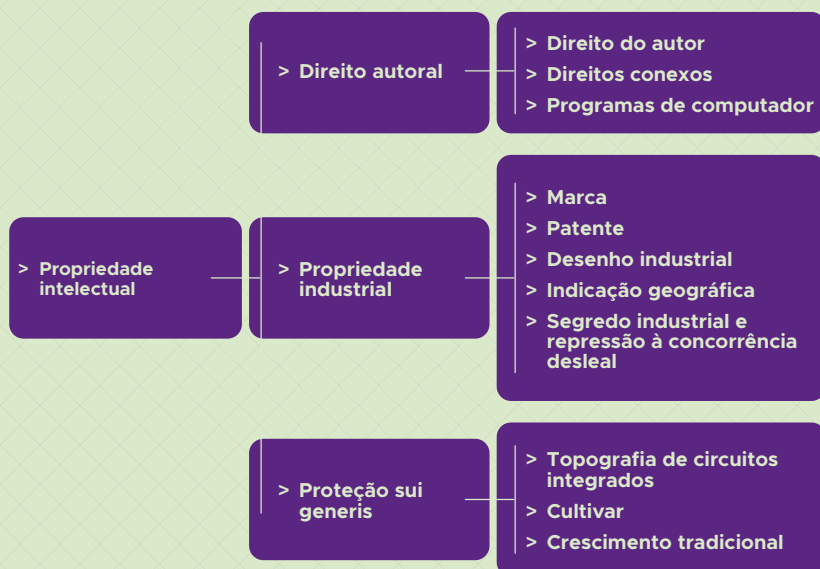 > Direito autoral
> Direito do autor
> Direitos conexos
> Programas de computador
> Propriedade
intelectual
> Propriedade
industrial
> Marca
> Patente
> Desenho industrial
> Indicação geográfica
> Segredo industrial e
repressão à concorrência
desleal
> Proteção sui
generis
> Topografia de circuitos
integrados
> Cultivar
> Crescimento tradicional